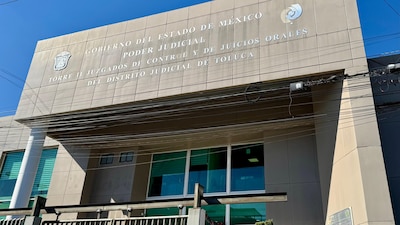 GOBIERNO DEL ESTADO DE MÉXICO
PODER JUDICIAL
TORRE II JUZGADOS DE CONTROL Y DE JUICIOS ORALES
DEL DISTRITO JUDICIAL DE TOLUCA